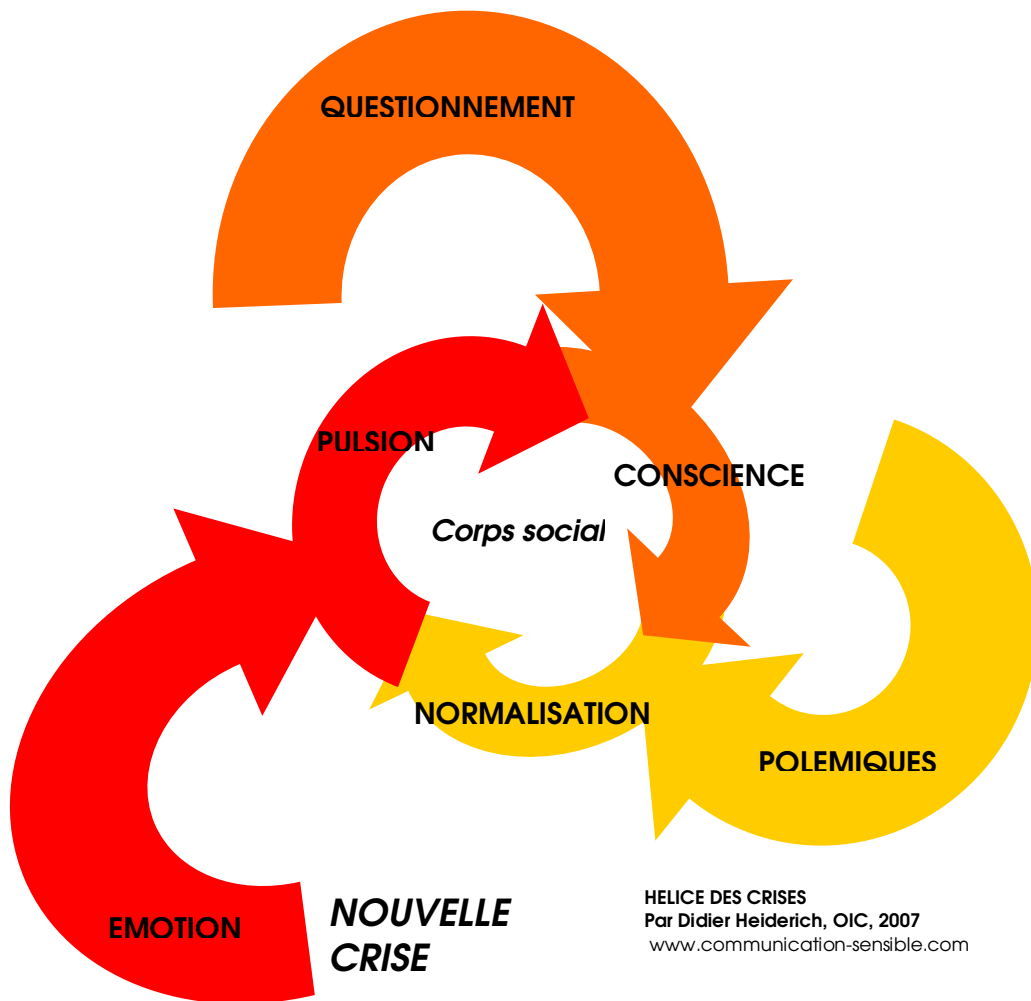 QUESTIONNEMENT
PULSION
CONSCIENCE
Corps social
NORMALISATION
POLEMIQUES
EMOTION
NOUVELLE
CRISE
HELICE DES CRISES
Par Didier Heiderich, OIC, 2007
www.communication-sensible.com